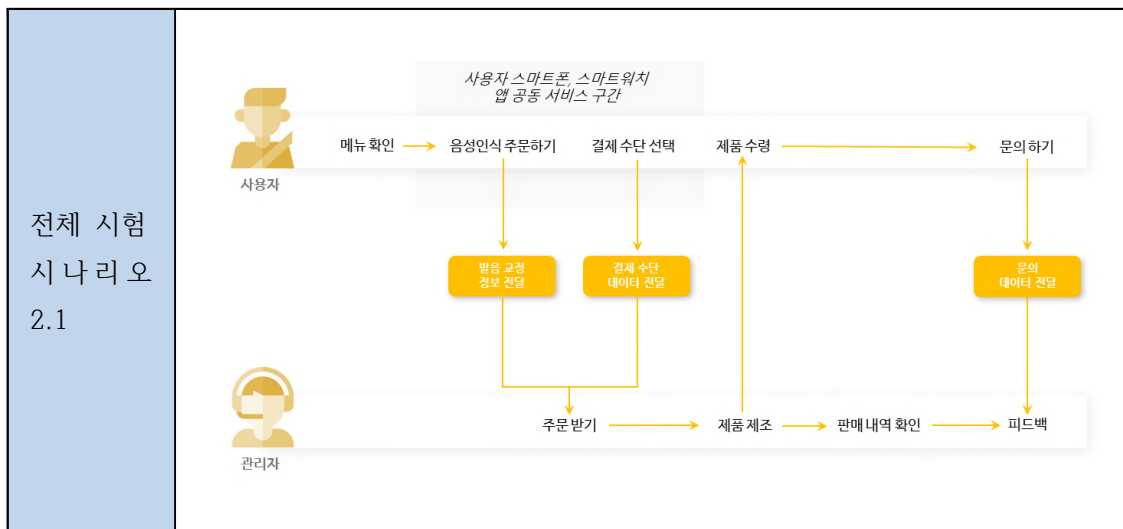 전체 시험
시나리오
2.1
사용자 스마트폰, 스마트워치
앱 공동 서비스 구간
메뉴 확인
음성인식 주문하기
결제 수단 선택
제품 수령
문의 하기
사용자
발음 교정
정보 전달
결제 수단
데이터 전달
문의
데이터 전달
주문 받기
제품 제조
판매 내역 확인
피드백
관리자